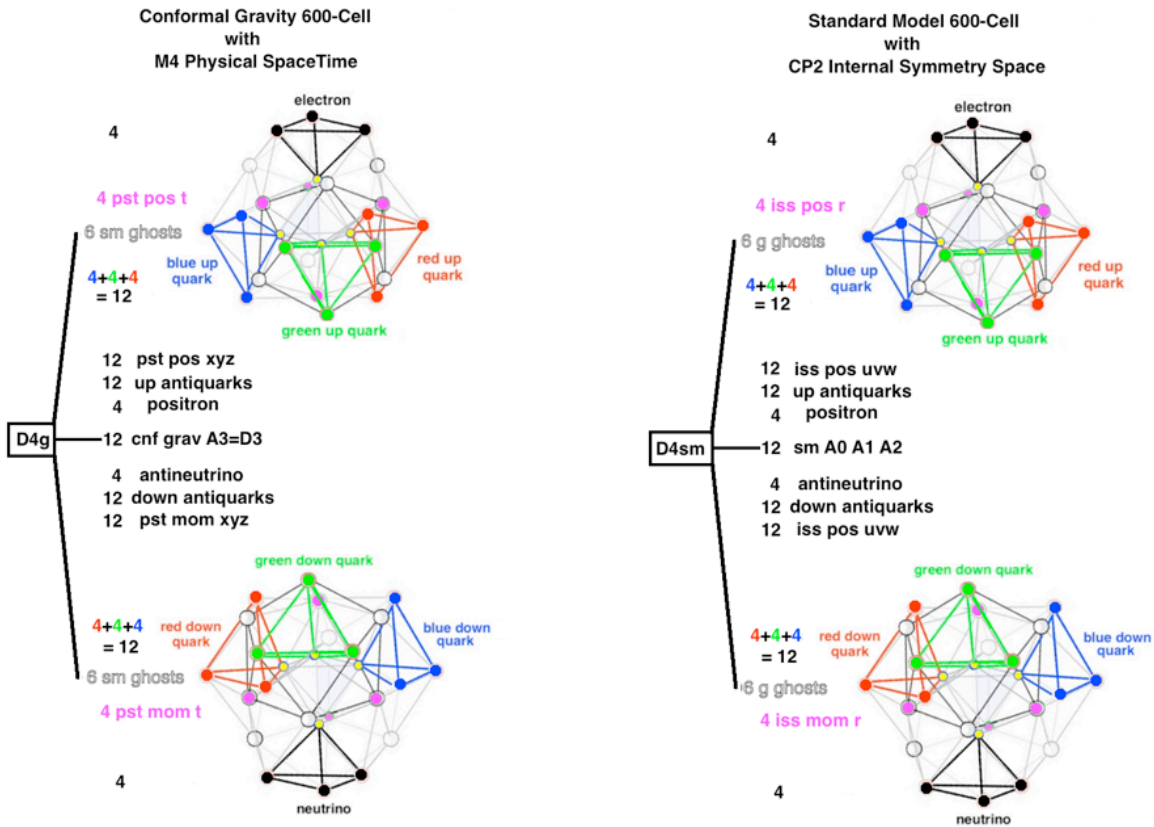 Conformal Gravity 600-Cell
with
M4 Physical SpaceTime
electron
4
4 pst pos t
6 sm ghosts
blue up
quark
red up
quark
4+4+4
= 12
green up quark
12 pst pos xyz
12 up antiquarks
4 positron
D4g
12 cnf grav A3=D3
4 antineutrino
12 down antiquarks
12 pst mom xyz
green down quark
4+4+4
= 12
red down
quark
blue down
quark
6 sm ghosts
4 pst mom t
4
neutrino
Standard Model 600-Cell
with
CP2 Internal Symmetry Space
electron
4
4 iss pos r
6 g ghosts
blue up
quark
red up
quark
4+4+4
= 12
green up quark
12 iss pos uvw
12 up antiquarks
4 positron
D4sm
12 sm A0 A1 A2
4 antineutrino
12 down antiquarks
12 iss pos uvw
green down quark
4+4+4
= 12
red down
quark
blue down
quark
6 g ghosts
4 iss mom r
4
neutrino